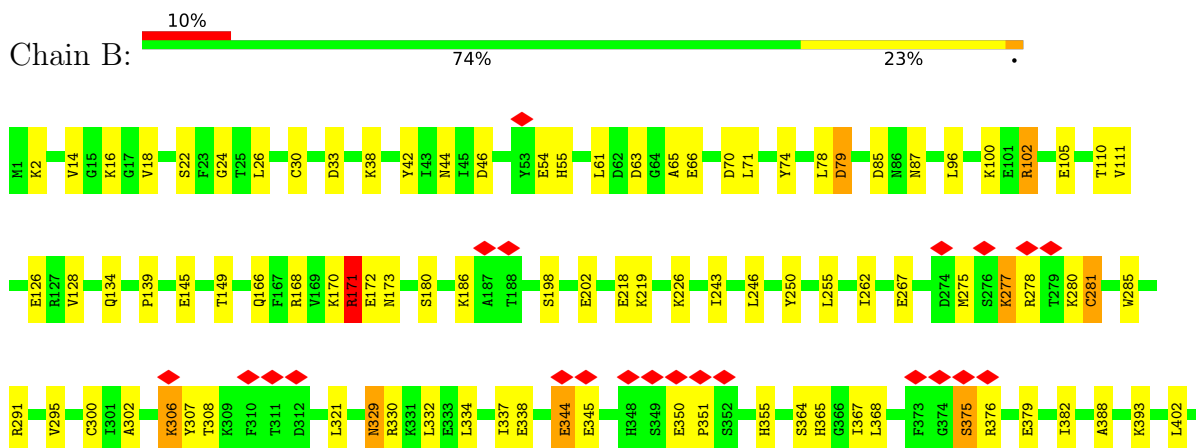 10%
Chain B:
74% 23% •
M1 K2 V14 G15 K16 G17 V18 S22 F23 G24 T25 L26 C30 D33 K38 Y42 I43 N44 I45 D46 Y53 E54 H55 L61 D62 D63 G64 A65 E66 D70 L71 Y74 L78 D79 D85 N86 N87 L96 K100 E101 R102 E105 T110 V111
E126 R127 V128 Q134 P139 E145 T149 Q166 F167 R168 V169 K170 R171 E172 N173 S180 K186 A187 T188 S198 E202 E218 K219 K226 I243 L246 Y250 L255 I262 E267 D274 M275 S276 K277 R278 T279 K280 C281 W285
R291 V295 C300 I301 A302 K306 Y307 T308 K309 F310 T311 D312 L321 N329 R330 K331 L332 E333 L334 I337 E338 E344 E345 H348 S349 E350 P351 S352 H355 S364 H365 G366 I367 L368 F373 G374 S375 R376 E379 I382 A388 K393 L402